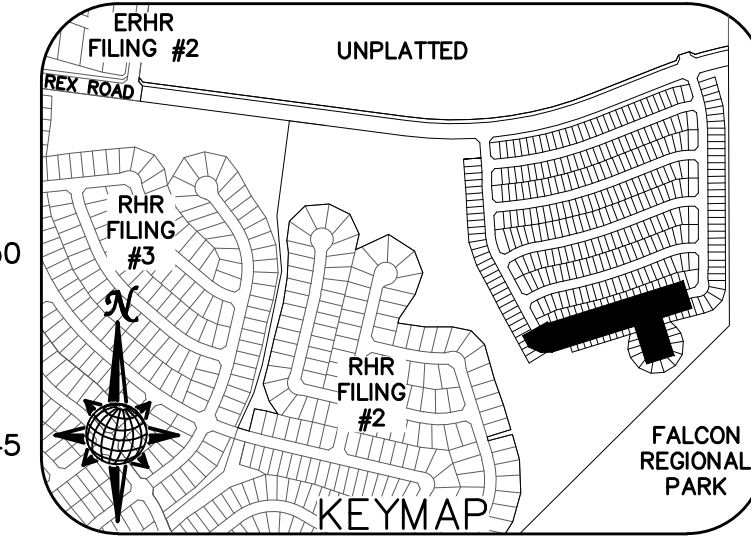 ERHR
FILING #2
UNPLATTED
REX ROAD
RHR
FILING
#3
N
RHR
FILING
#2
FALCON
REGIONAL
PARK
KEYMAP